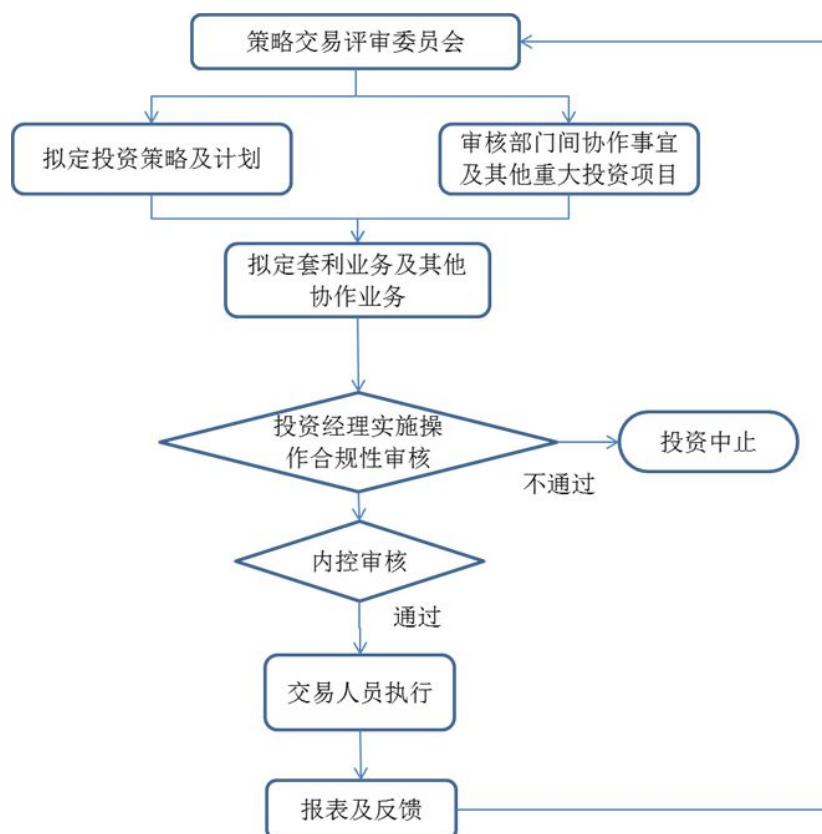 策略交易评审委员会
拟定投资策略及计划
审核部门间协作事宜
及其他重大投资项目
拟定套利业务及其他
协作业务
投资经理实施操
作合规性审核
投资中止
不通过
内控审核
通过
交易人员执行
报表及反馈